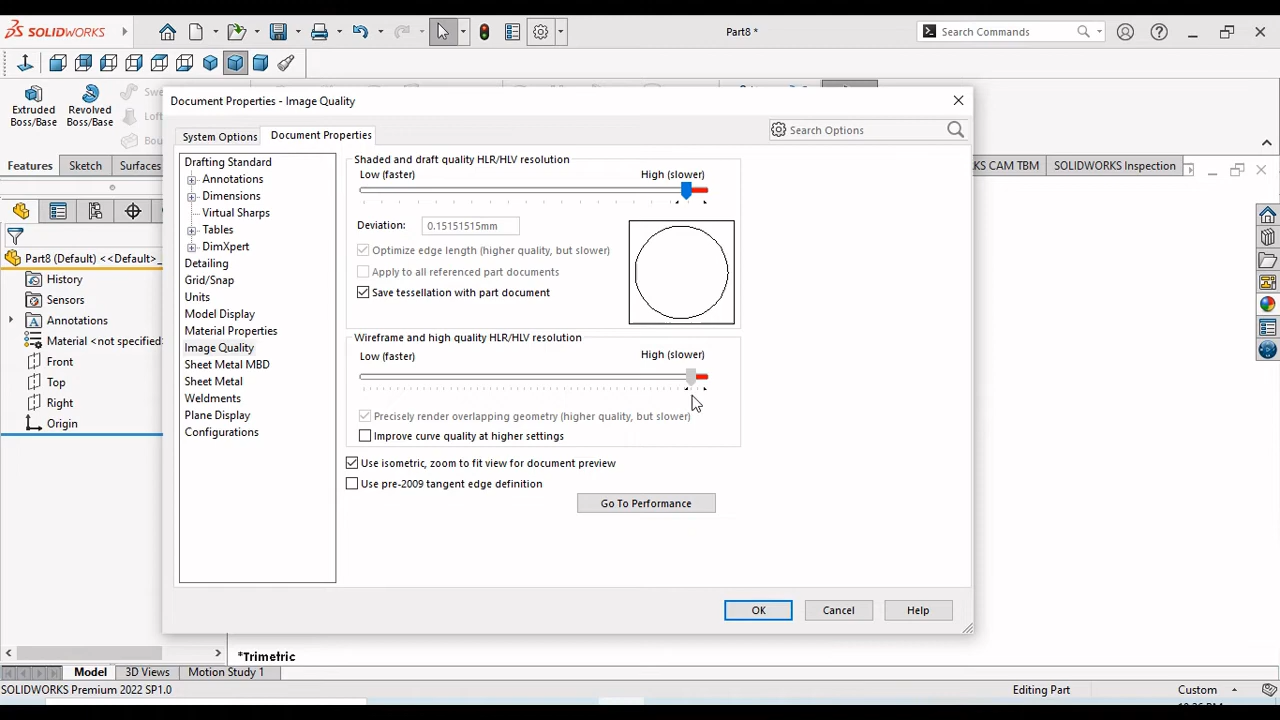 SOLIDWORKS
Part8 *
Search Commands
Extruded Boss/Base
Revolved Boss/Base
Swe
Loft
Bou
Features
Sketch
Surfaces
KS CAM TBM
SOLIDWORKS Inspection
Document Properties - Image Quality
System Options
Document Properties
Search Options
Drafting Standard
Annotations
Dimensions
Virtual Sharps
Tables
DimXpert
Detailing
Grid/Snap
Units
Model Display
Material Properties
Image Quality
Sheet Metal MBD
Sheet Metal
Weldments
Plane Display
Configurations
Shaded and draft quality HLR/HLV resolution
Low (faster)
High (slower)
Deviation:
0.15151515mm
Optimize edge length (higher quality, but slower)
Apply to all referenced part documents
Save tessellation with part document
Wireframe and high quality HLR/HLV resolution
Low (faster)
High (slower)
Precisely render overlapping geometry (higher quality, but slower)
Improve curve quality at higher settings
Use isometric, zoom to fit view for document preview
Use pre-2009 tangent edge definition
Go To Performance
OK
Cancel
Help
Part8 (Default) <<Default>_
History
Sensors
Annotations
Material <not specified
Front
Top
Right
Origin
*Trimetric
Model
3D Views
Motion Study 1
SOLIDWORKS Premium 2022 SP1.0
Editing Part
Custom